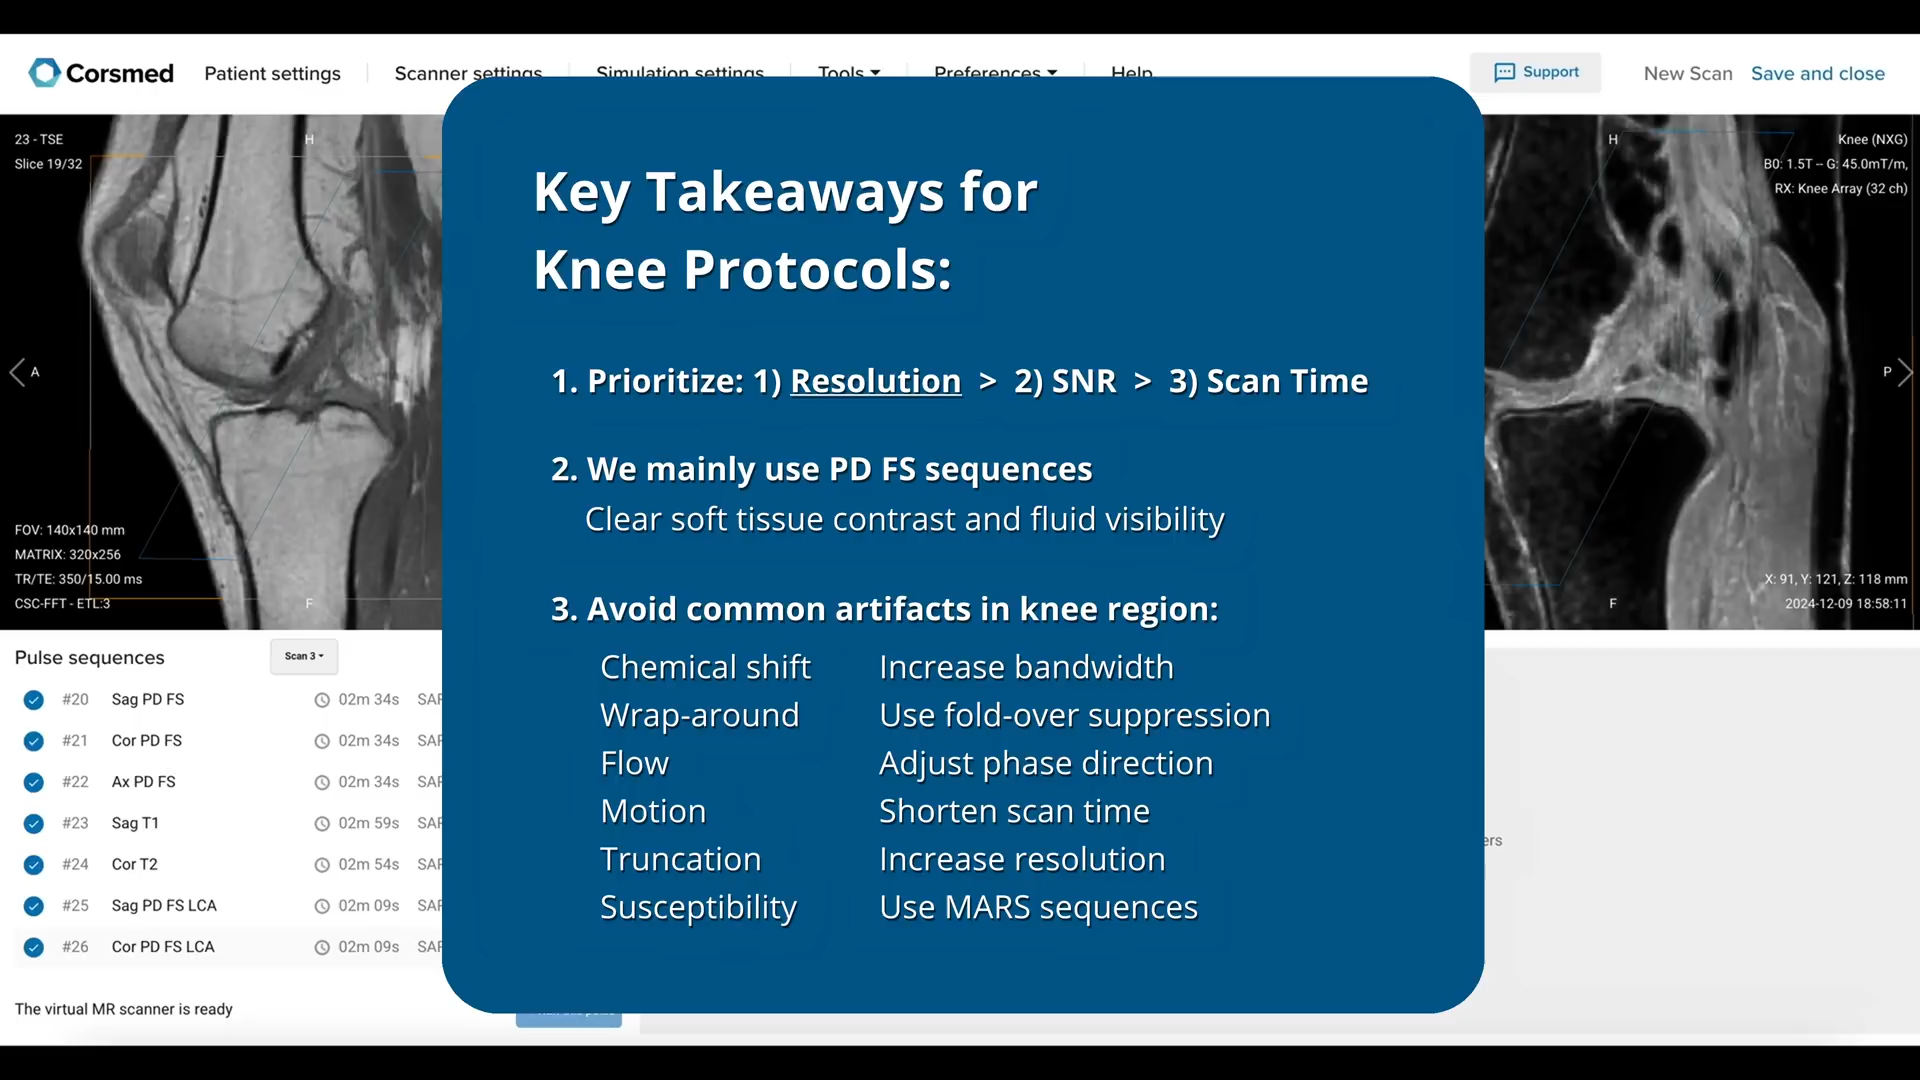 Corsmed
Patient settings
Scanner settings
Simulation settings
Tools
Preferences
Help
Support
New Scan
Save and close
23 - TSE
Slice 19/32
H
A
FOV: 140x140 mm
MATRIX: 320x256
TR/TE: 350/15.00 ms
CSC-FFT - ETL:3
F
H
Knee (NXG)
B0: 1.5T -- G: 45.0mT/m,
RX: Knee Array (32 ch)
P
X: 91, Y: 121, Z: 118 mm
2024-12-09 18:58:11
F
Key Takeaways for
Knee Protocols:
1. Prioritize: 1) Resolution > 2) SNR > 3) Scan Time
2. We mainly use PD FS sequences
Clear soft tissue contrast and fluid visibility
3. Avoid common artifacts in knee region:
Chemical shift Increase bandwidth
Wrap-around Use fold-over suppression
Flow Adjust phase direction
Motion Shorten scan time
Truncation Increase resolution
Susceptibility Use MARS sequences
Pulse sequences
Scan 3
#20 Sag PD FS 02m 34s
#21 Cor PD FS 02m 34s
#22 Ax PD FS 02m 34s
#23 Sag T1 02m 59s
#24 Cor T2 02m 54s
#25 Sag PD FS LCA 02m 09s
#26 Cor PD FS LCA 02m 09s
The virtual MR scanner is ready